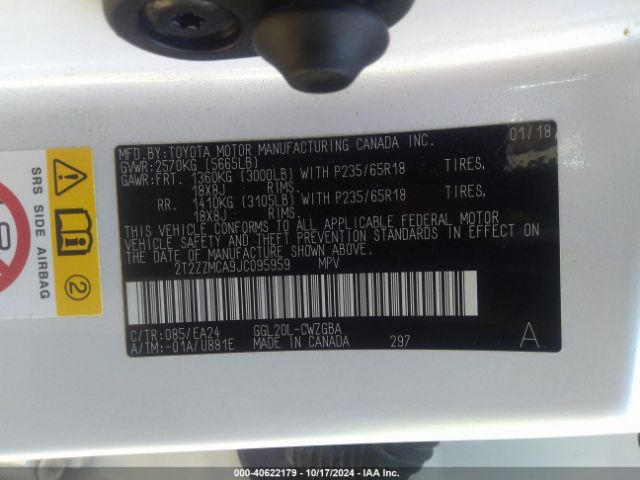 MFD.BY:TOYOTA MOTOR MANUFACTURING CANADA INC. 01/18
GVWR:2570KG (5665LB)
GAWR:FRT. 1360KG (3000LB) WITH P235/65R18 TIRES,
18X8J RIMS.
RR. 1410KG (3105LB) WITH P235/65R18 TIRES,
18X8J RIMS.
THIS VEHICLE CONFORMS TO ALL APPLICABLE FEDERAL MOTOR
VEHICLE SAFETY AND THEFT PREVENTION STANDARDS IN EFFECT ON
THE DATE OF MANUFACTURE SHOWN ABOVE.
2T2ZZMCA9JC095959 MPV
C/TR:085/EA24 GGL20L-CWZGBA
A/TM:-01A/U881E MADE IN CANADA 297 A
SRS SIDE AIRBAG
000-40622179 - 10/17/2024 - IAA Inc.